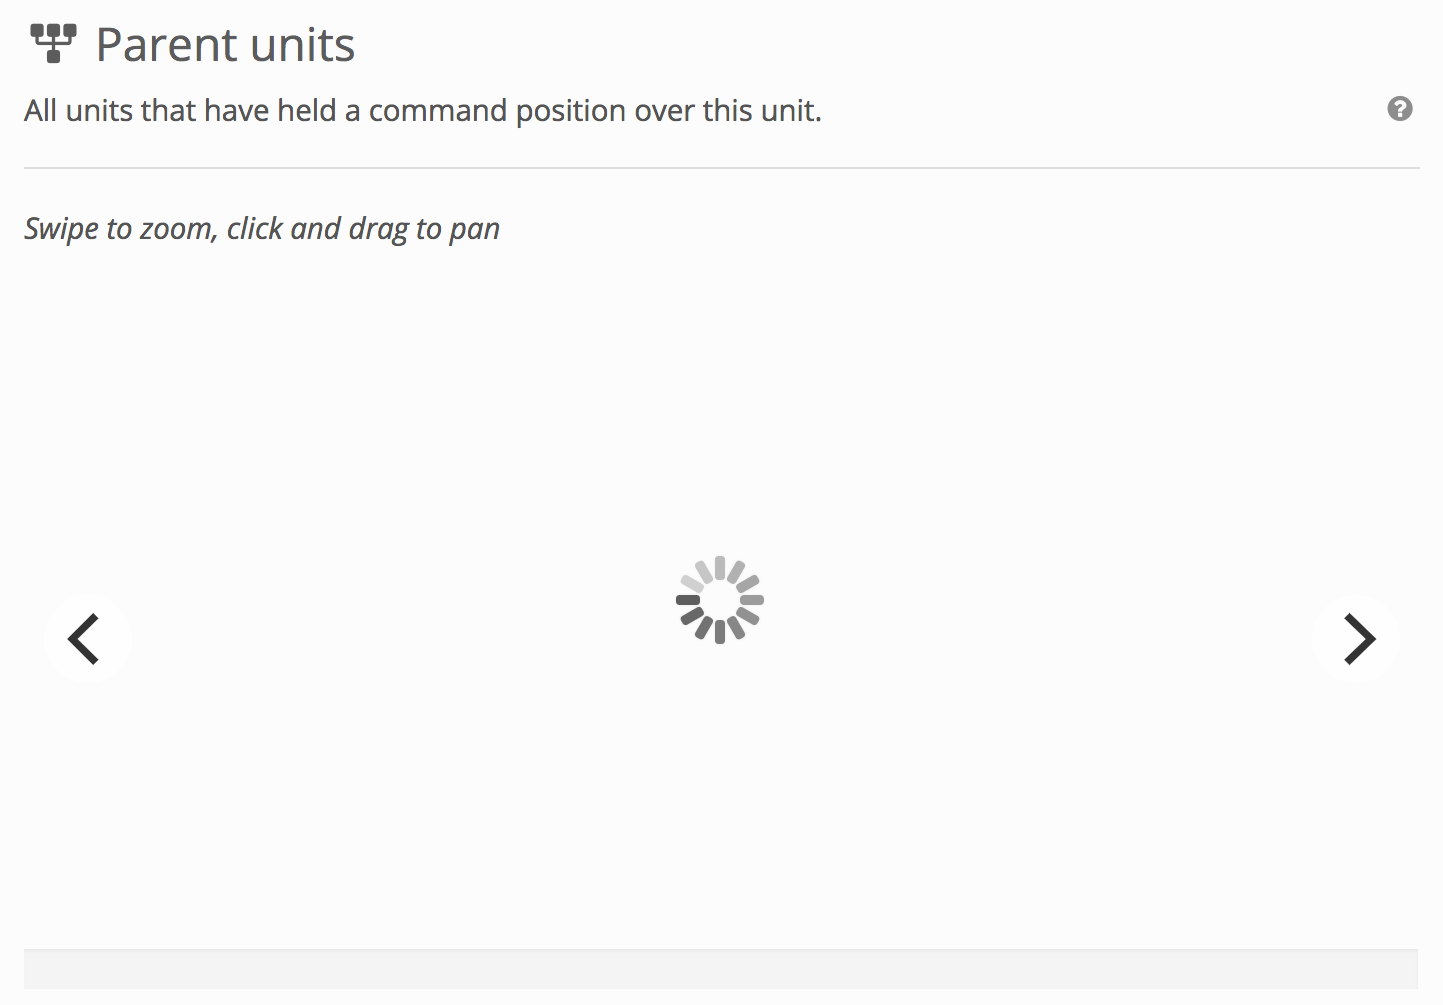 Parent units
All units that have held a command position over this unit.
Swipe to zoom, click and drag to pan